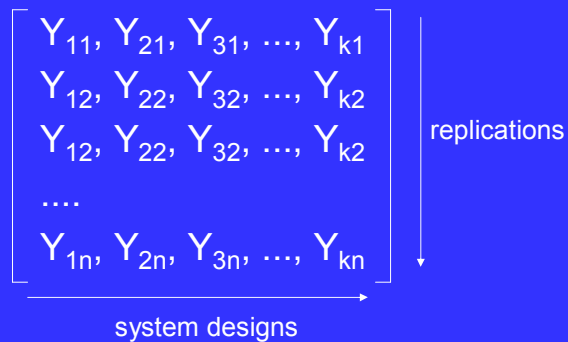 Y₁₁, Y₂₁, Y₃₁, ..., Yₖ₁
Y₁₂, Y₂₂, Y₃₂, ..., Yₖ₂
Y₁₂, Y₂₂, Y₃₂, ..., Yₖ₂
replications
....
Y₁ₙ, Y₂ₙ, Y₃ₙ, ..., Yₖₙ
system designs